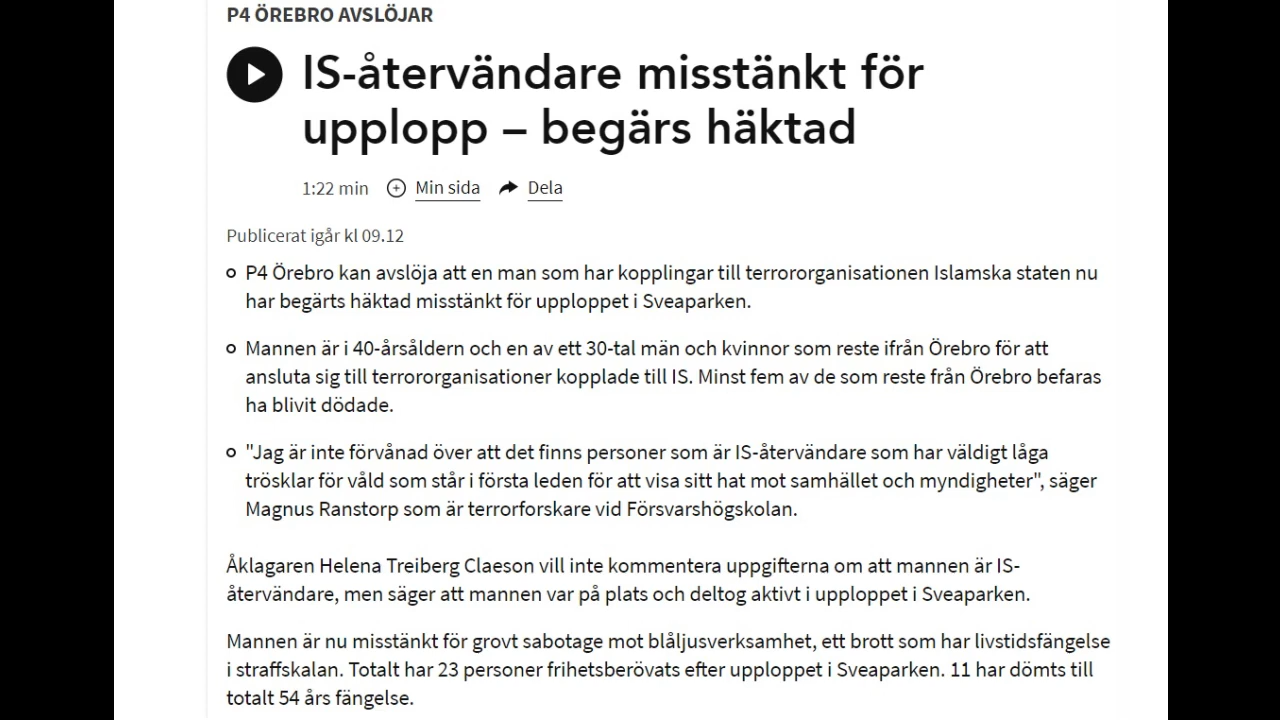 P4 ÖREBRO AVSLÖJAR
IS-återvändare misstänkt för
upplopp – begärs häktad
1:22 min Min sida Dela
Publicerat igår kl 09.12
P4 Örebro kan avslöja att en man som har kopplingar till terrororganisationen Islamska staten nu
har begärts häktad misstänkt för upploppet i Sveaparken.
Mannen är i 40-årsåldern och en av ett 30-tal män och kvinnor som reste ifrån Örebro för att
ansluta sig till terrororganisationer kopplade till IS. Minst fem av de som reste från Örebro befaras
ha blivit dödade.
"Jag är inte förvånad över att det finns personer som är IS-återvändare som har väldigt låga
trösklar för våld som står i första leden för att visa sitt hat mot samhället och myndigheter", säger
Magnus Ranstorp som är terrorforskare vid Försvarshögskolan.
Åklagaren Helena Treiberg Claeson vill inte kommentera uppgifterna om att mannen är IS-
återvändare, men säger att mannen var på plats och deltog aktivt i upploppet i Sveaparken.
Mannen är nu misstänkt för grovt sabotage mot blåljusverksamhet, ett brott som har livstidsfängelse
i straffskalan. Totalt har 23 personer frihetsberövats efter upploppet i Sveaparken. 11 har dömts till
totalt 54 års fängelse.